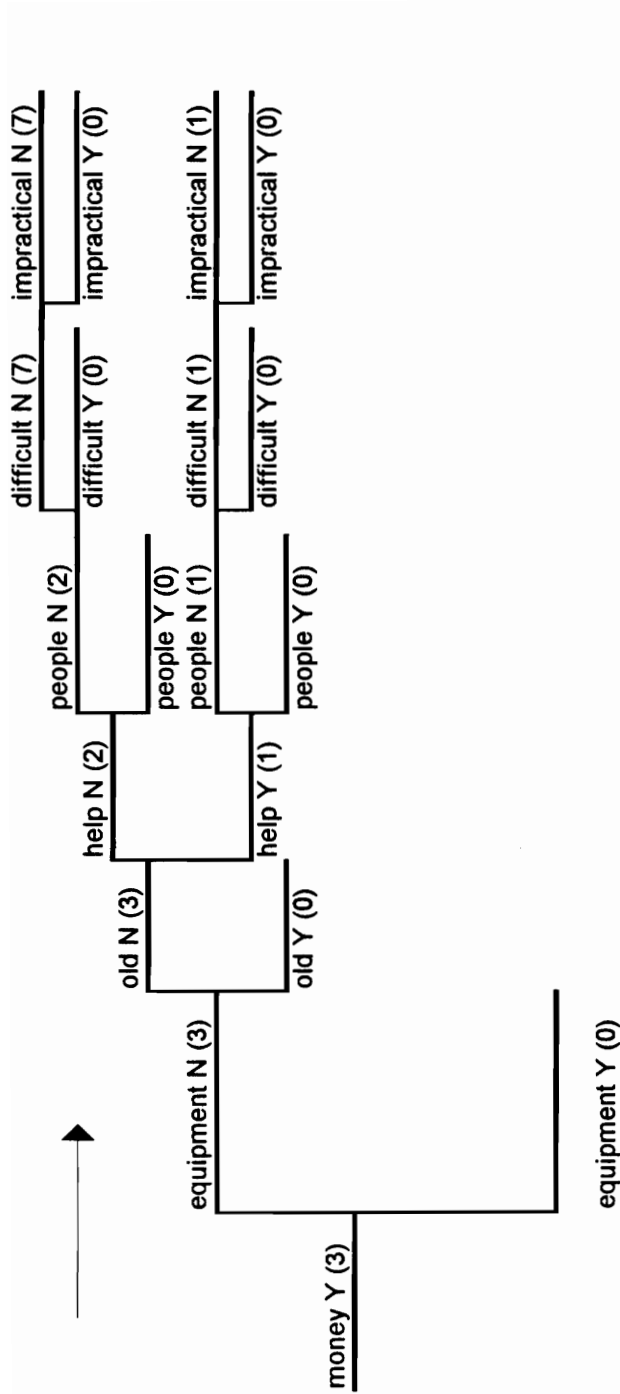 money Y (3)
equipment N (3)
equipment Y (0)
old N (3)
old Y (0)
help N (2)
help Y (1)
people N (2)
people Y (0)
people N (1)
people Y (0)
difficult N (7)
difficult Y (0)
difficult N (1)
difficult Y (0)
impractical N (7)
impractical Y (0)
impractical N (1)
impractical Y (0)